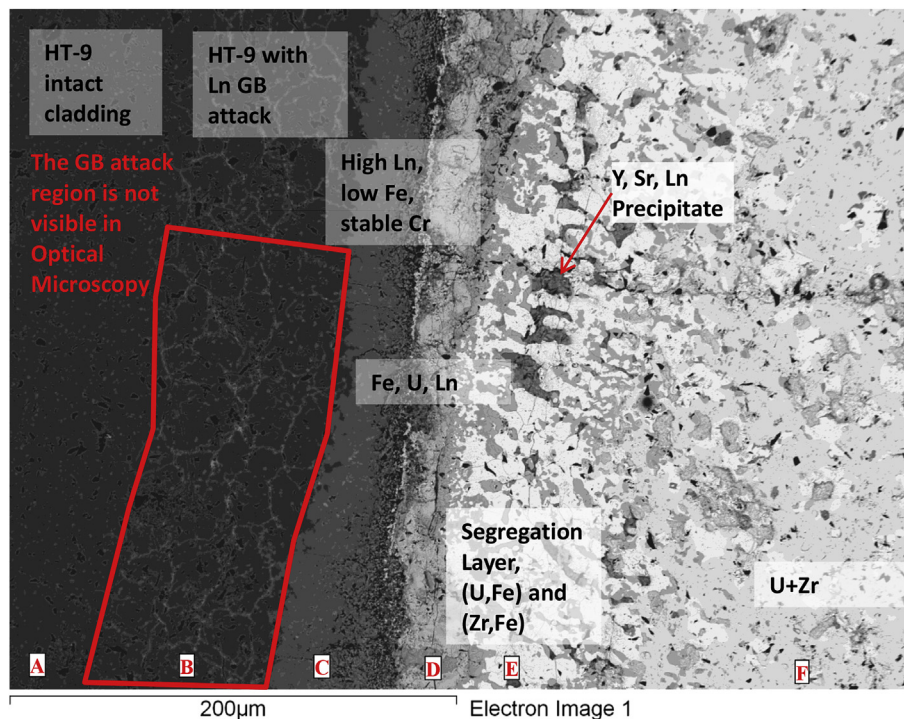 HT-9
intact
cladding
HT-9 with
Ln GB
attack
The GB attack
region is not
visible in
Optical
Microscopy
High Ln,
low Fe,
stable Cr
Y, Sr, Ln
Precipitate
Fe, U, Ln
Segregation
Layer,
(U,Fe) and
(Zr,Fe)
U+Zr
A
B
C
D
E
F
200μm
Electron Image 1